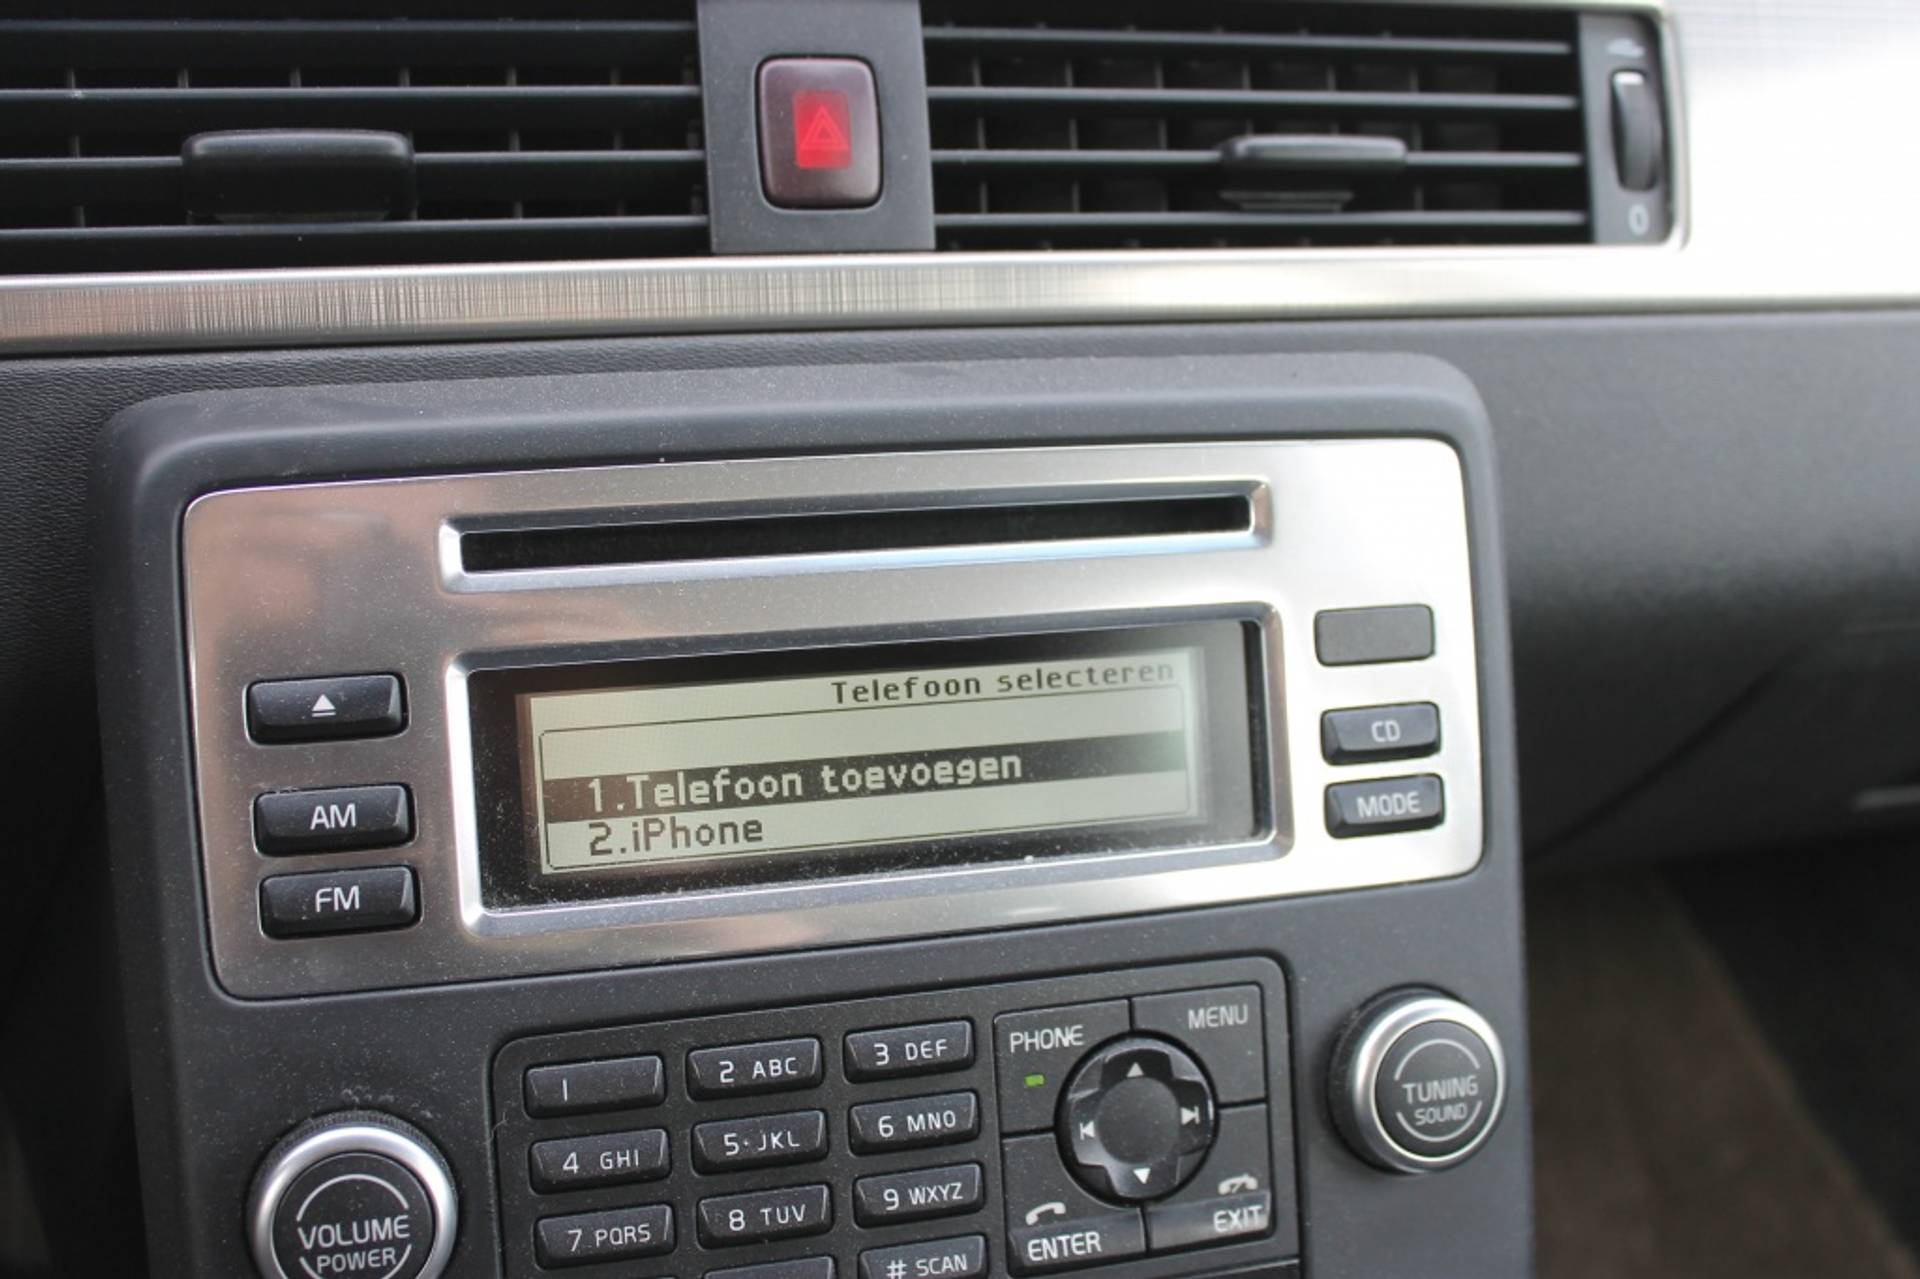 0
Telefoon selecteren
1.Telefoon toevoegen
2.iPhone
AM
FM
CD
MODE
1
2 ABC
3 DEF
4 GHI
5 JKL
6 MNO
7 PQRS
8 TUV
9 WXYZ
# SCAN
PHONE
MENU
ENTER
EXIT
VOLUME
POWER
TUNING
SOUND